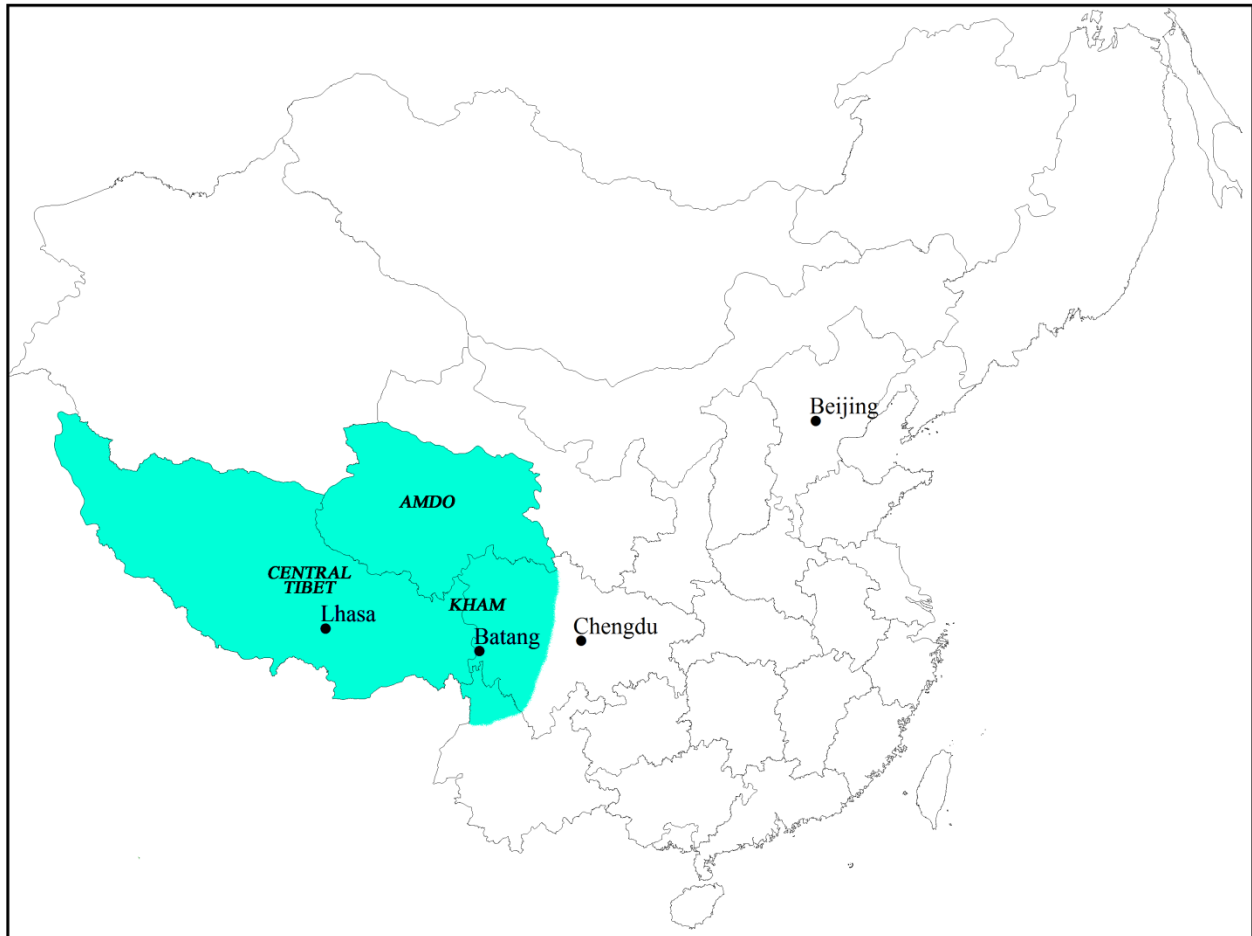 Beijing
AMDO
CENTRAL
TIBET
KHAM
Lhasa
Batang
Chengdu